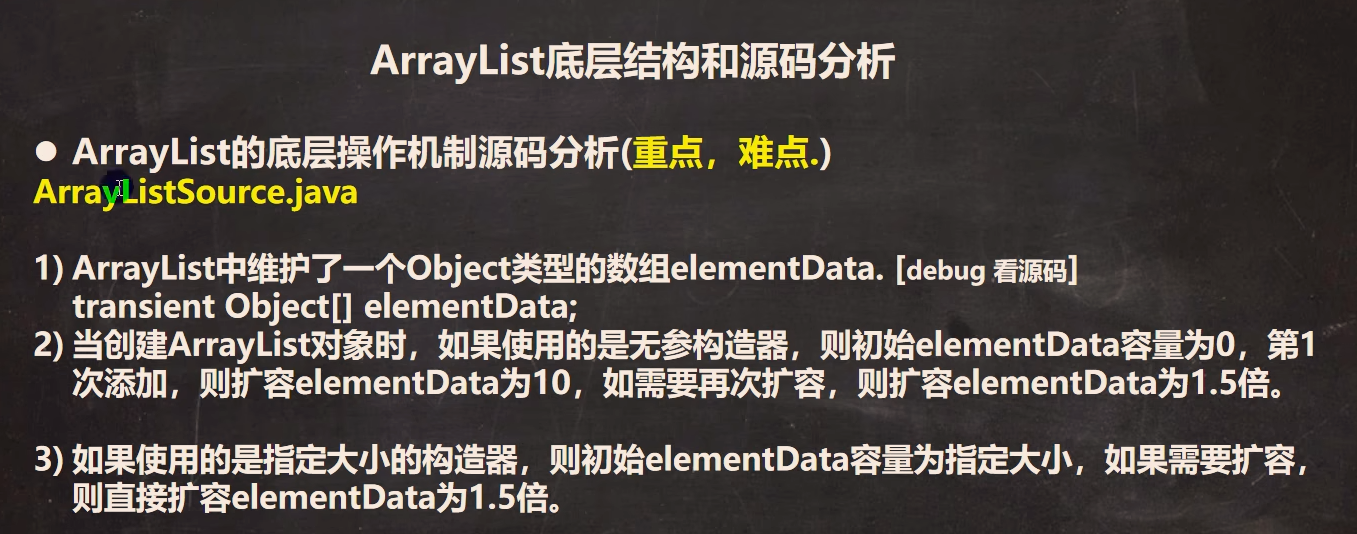 ArrayList底层结构和源码分析
● ArrayList的底层操作机制源码分析(重点，难点.)
ArrayListSource.java
1) ArrayList中维护了一个Object类型的数组elementData. [debug 看源码]
transient Object[] elementData;
2) 当创建ArrayList对象时，如果使用的是无参构造器，则初始elementData容量为0，第1
次添加，则扩容elementData为10，如需要再次扩容，则扩容elementData为1.5倍。
3) 如果使用的是指定大小的构造器，则初始elementData容量为指定大小，如果需要扩容，
则直接扩容elementData为1.5倍。